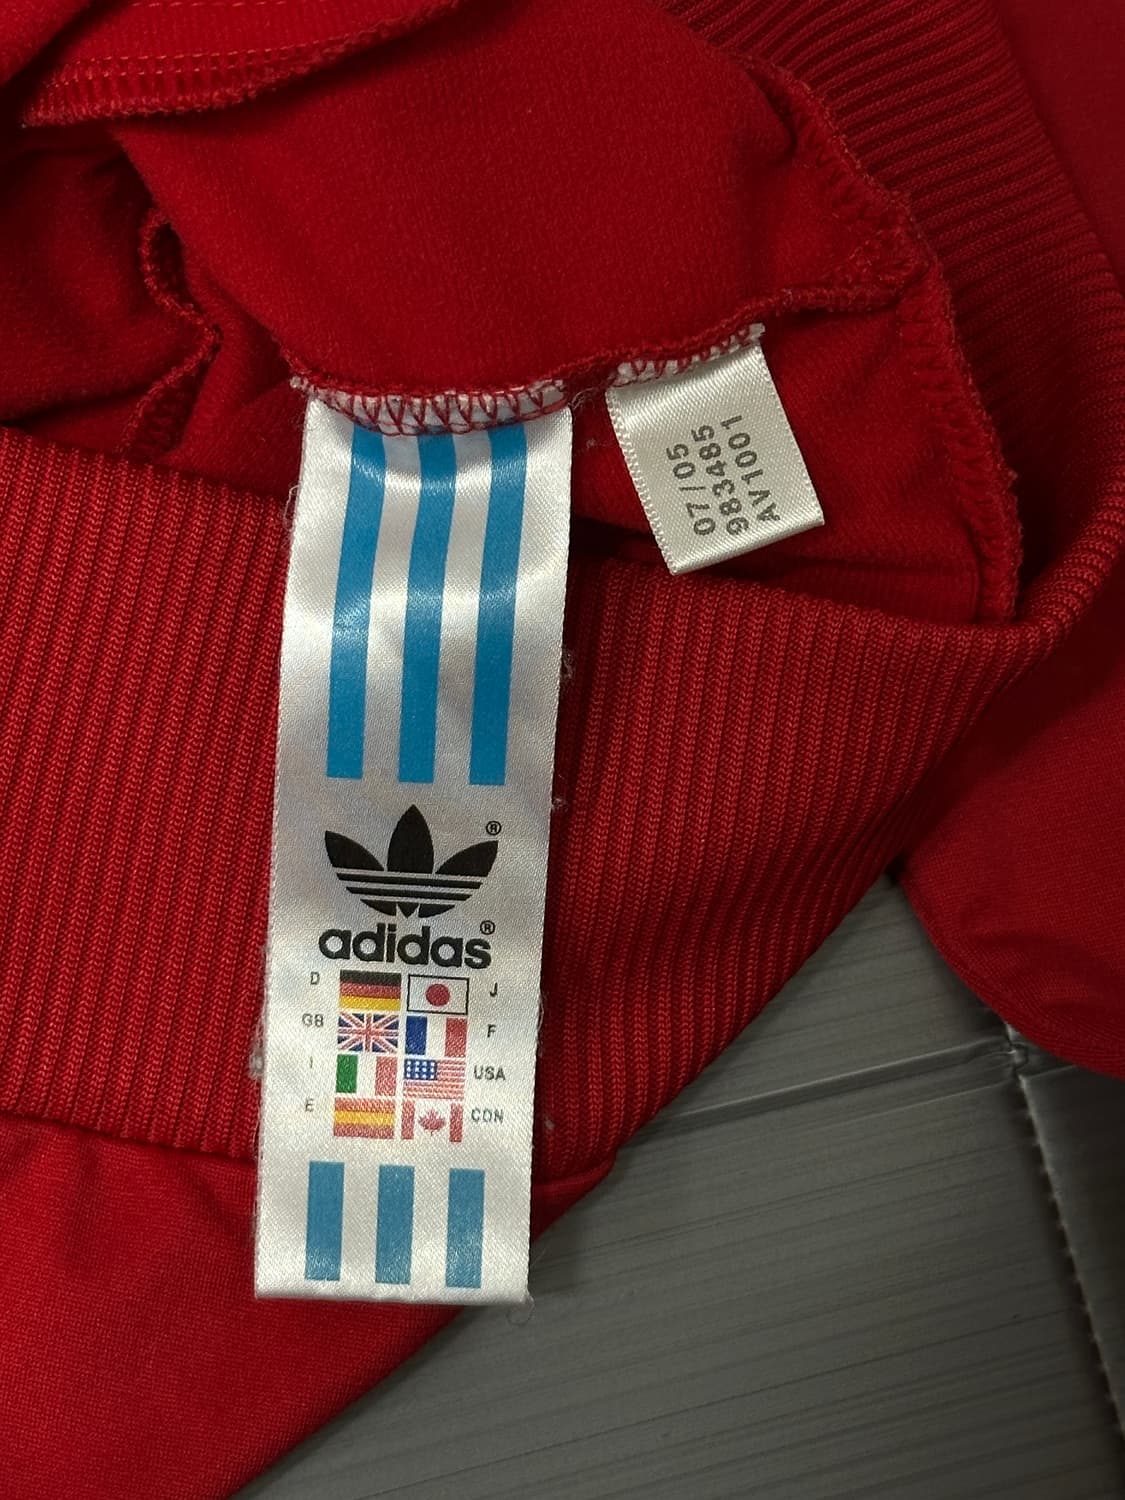 07/05
983485
AV1001
®
adidas®
D J
GB F
I USA
E CDN